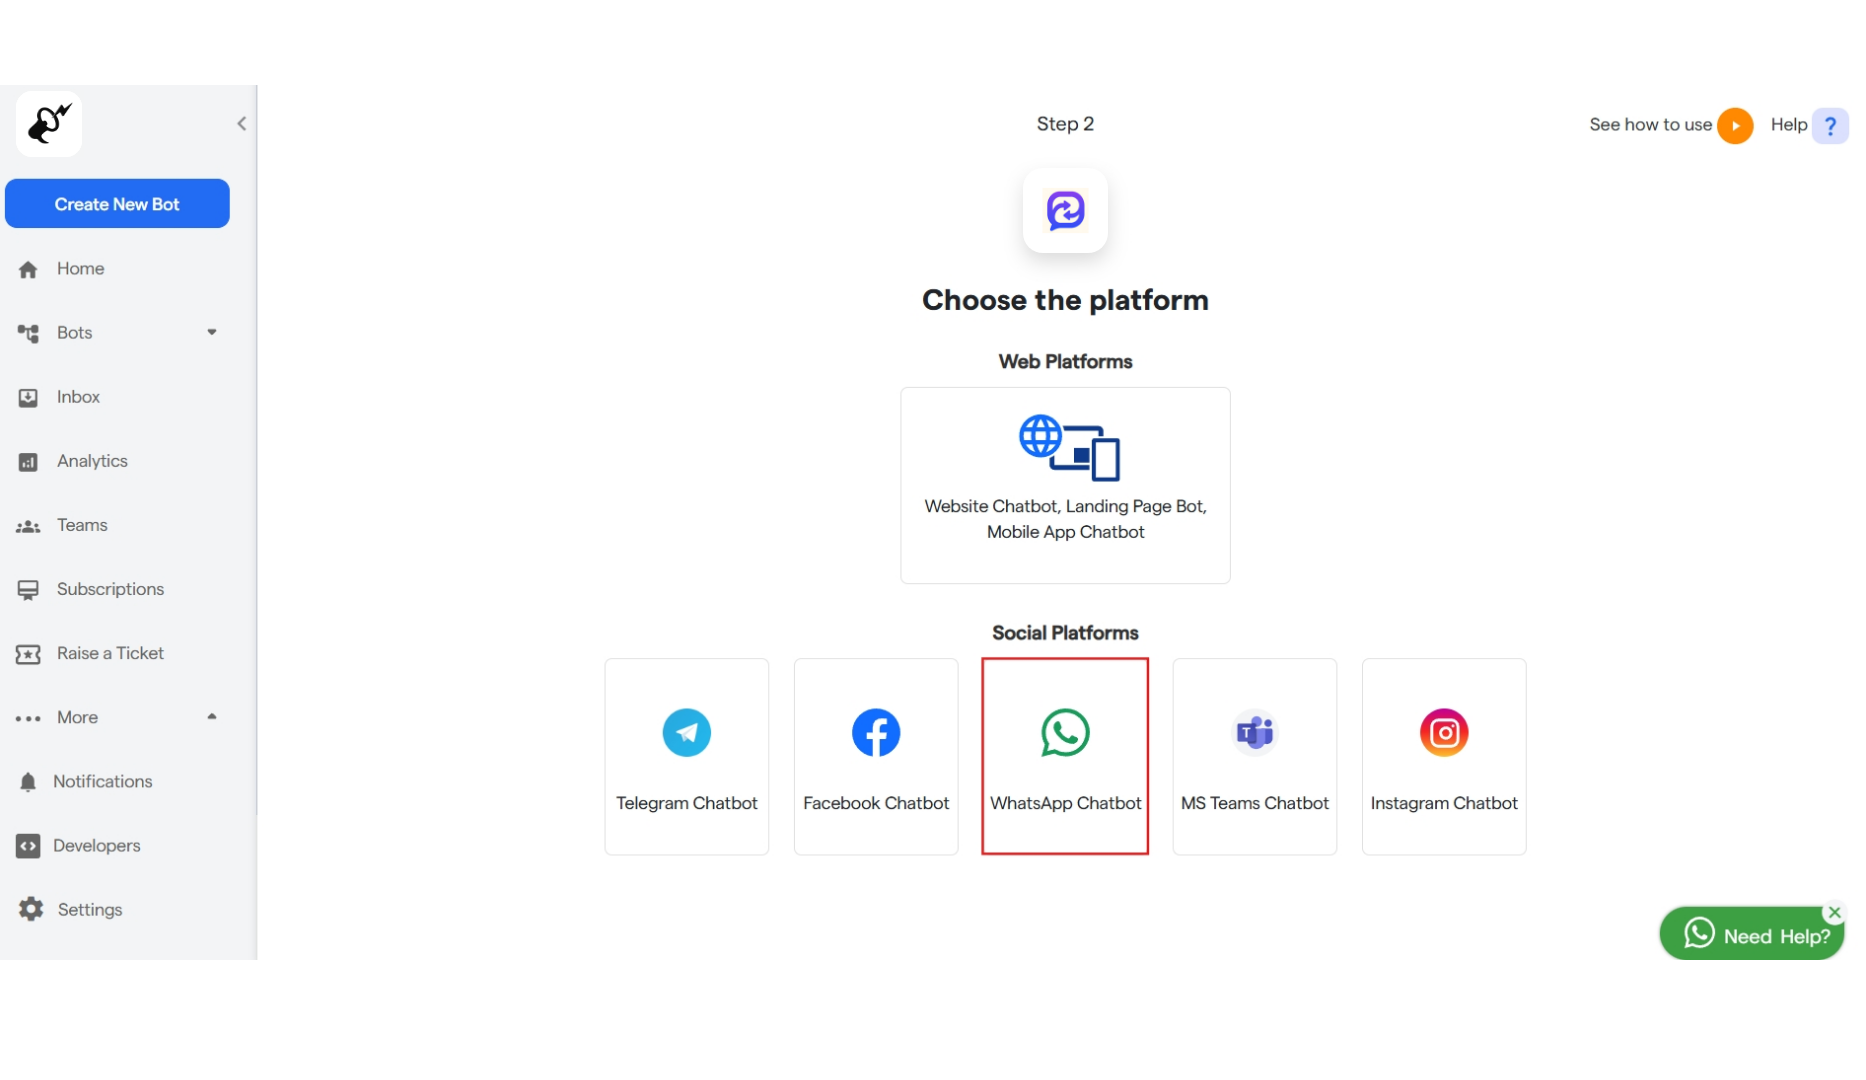 Step 2
See how to use
Help ?
Create New Bot
Home
Bots
Inbox
Analytics
Teams
Subscriptions
Raise a Ticket
More
Notifications
Developers
Settings
Choose the platform
Web Platforms
Website Chatbot, Landing Page Bot,
Mobile App Chatbot
Social Platforms
Telegram Chatbot
Facebook Chatbot
WhatsApp Chatbot
T
MS Teams Chatbot
Instagram Chatbot
Need Help?